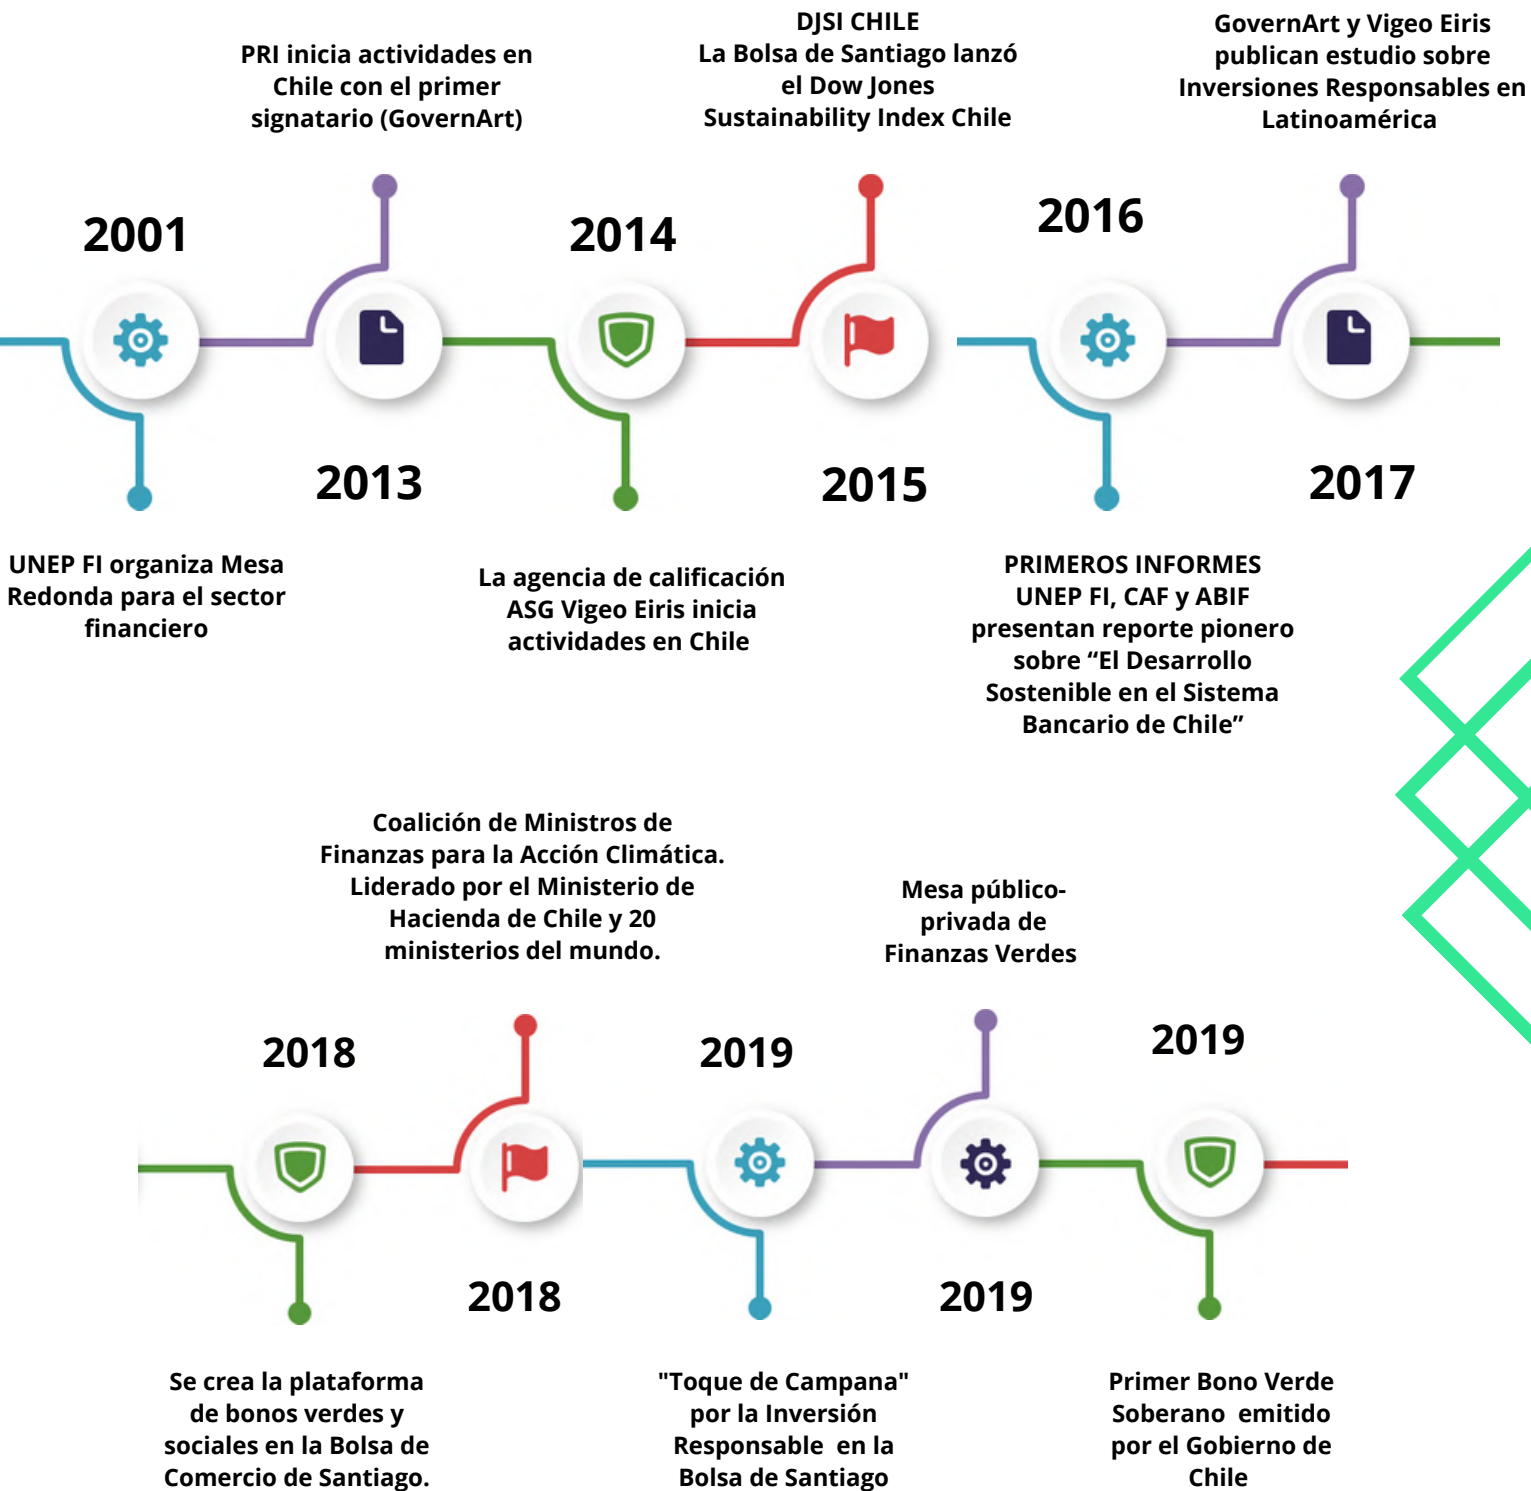 2001
UNEP FI organiza Mesa
Redonda para el sector
financiero
PRI inicia actividades en
Chile con el primer
signatario (GovernArt)
2013
2014
La agencia de calificación
ASG Vigeo Eiris inicia
actividades en Chile
DJSI CHILE
La Bolsa de Santiago lanzó
el Dow Jones
Sustainability Index Chile
2015
2016
PRIMEROS INFORMES
UNEP FI, CAF y ABIF
presentan reporte pionero
sobre “El Desarrollo
Sostenible en el Sistema
Bancario de Chile”
GovernArt y Vigeo Eiris
publican estudio sobre
Inversiones Responsables en
Latinoamérica
2017
2018
Se crea la plataforma
de bonos verdes y
sociales en la Bolsa de
Comercio de Santiago.
Coalición de Ministros de
Finanzas para la Acción Climática.
Liderado por el Ministerio de
Hacienda de Chile y 20
ministerios del mundo.
2018
2019
"Toque de Campana"
por la Inversión
Responsable en la
Bolsa de Santiago
Mesa público-
privada de
Finanzas Verdes
2019
2019
Primer Bono Verde
Soberano emitido
por el Gobierno de
Chile